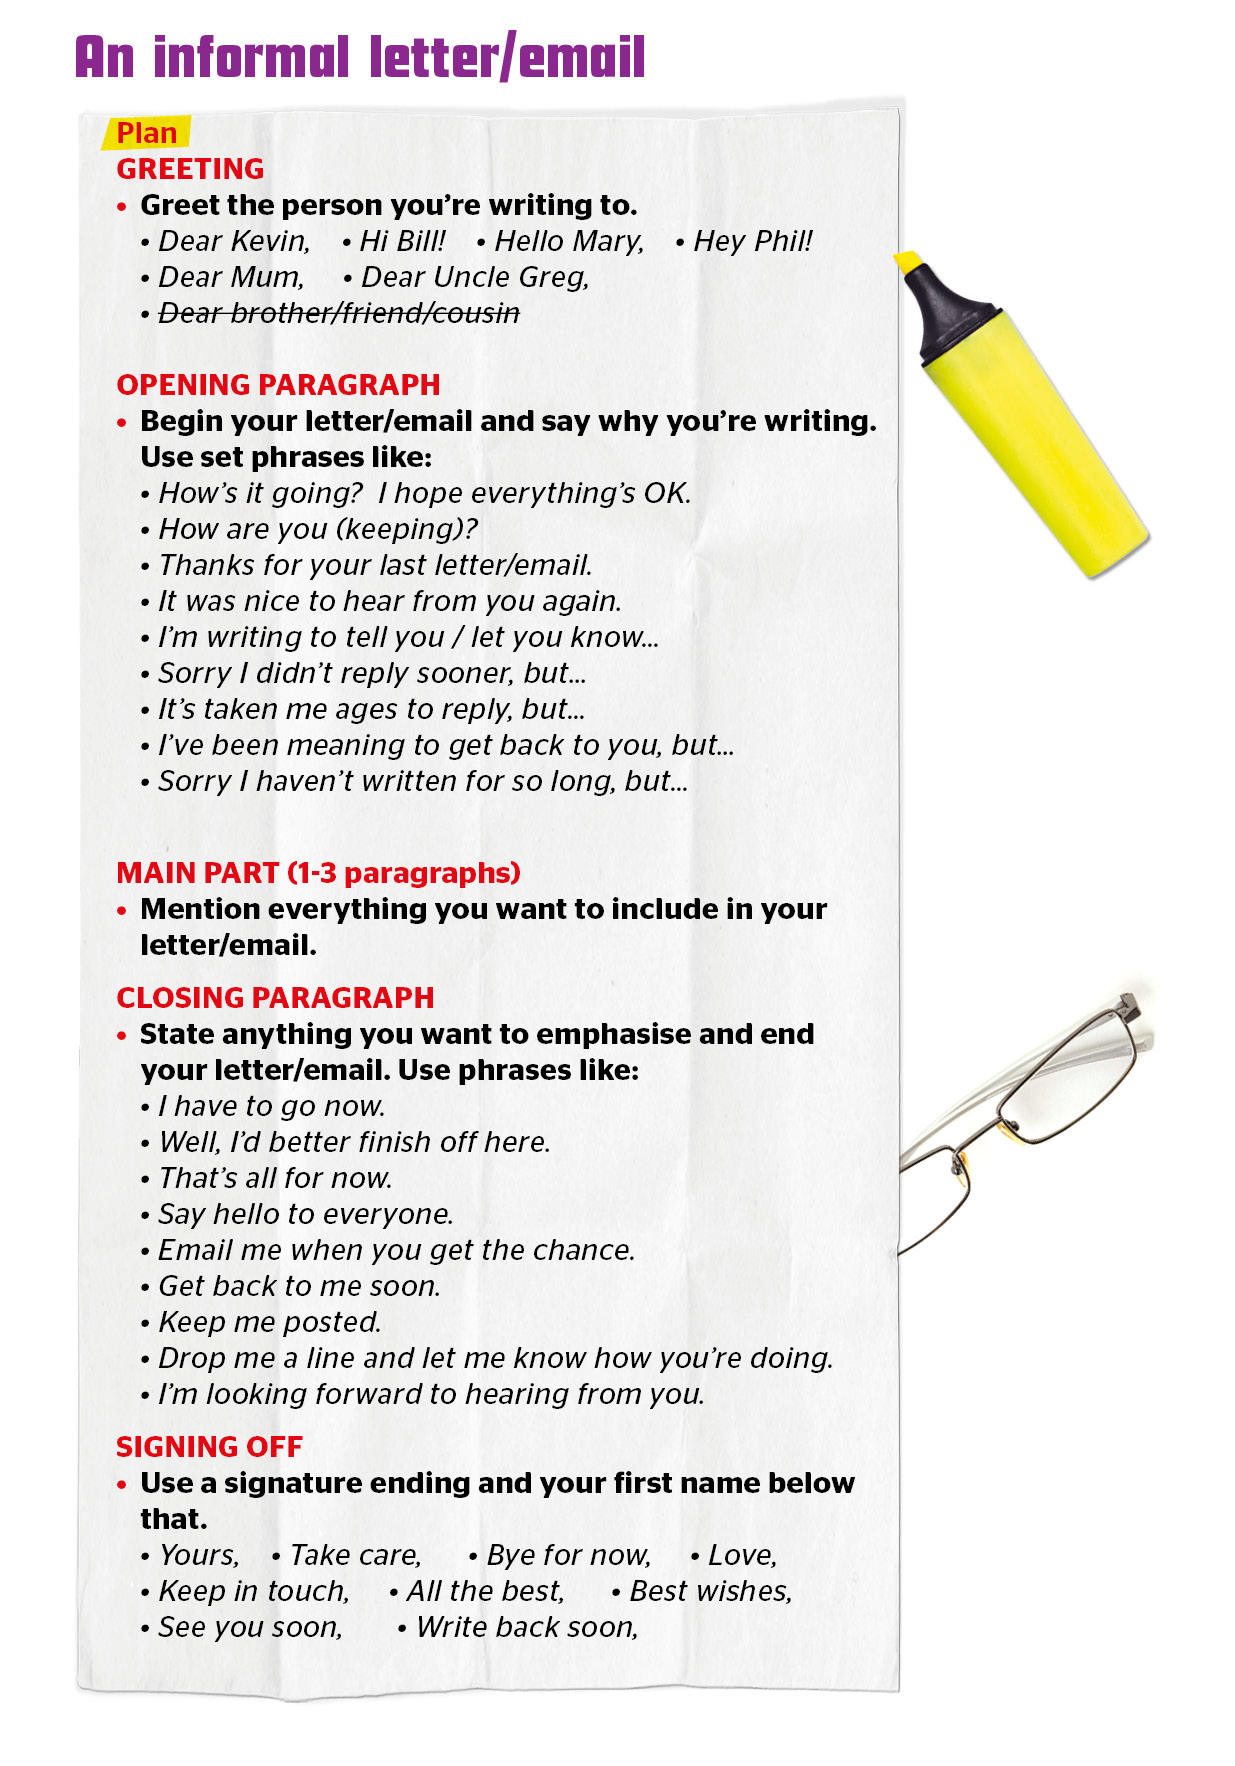 An informal letter/email
Plan
GREETING
• Greet the person you're writing to.
• Dear Kevin, • Hi Bill! • Hello Mary, • Hey Phil!
• Dear Mum, • Dear Uncle Greg,
• Dear brother/friend/cousin
OPENING PARAGRAPH
• Begin your letter/email and say why you're writing.
Use set phrases like:
• How's it going? I hope everything's OK.
• How are you (keeping)?
• Thanks for your last letter/email.
• It was nice to hear from you again.
• I'm writing to tell you / let you know...
• Sorry I didn't reply sooner, but...
• It's taken me ages to reply, but...
• I've been meaning to get back to you, but...
• Sorry I haven't written for so long, but...
MAIN PART (1-3 paragraphs)
• Mention everything you want to include in your
letter/email.
CLOSING PARAGRAPH
• State anything you want to emphasise and end
your letter/email. Use phrases like:
• I have to go now.
• Well, I'd better finish off here.
• That's all for now.
• Say hello to everyone.
• Email me when you get the chance.
• Get back to me soon.
• Keep me posted.
• Drop me a line and let me know how you're doing.
• I'm looking forward to hearing from you.
SIGNING OFF
• Use a signature ending and your first name below
that.
• Yours, • Take care, • Bye for now, • Love,
• Keep in touch, • All the best, • Best wishes,
• See you soon, • Write back soon,